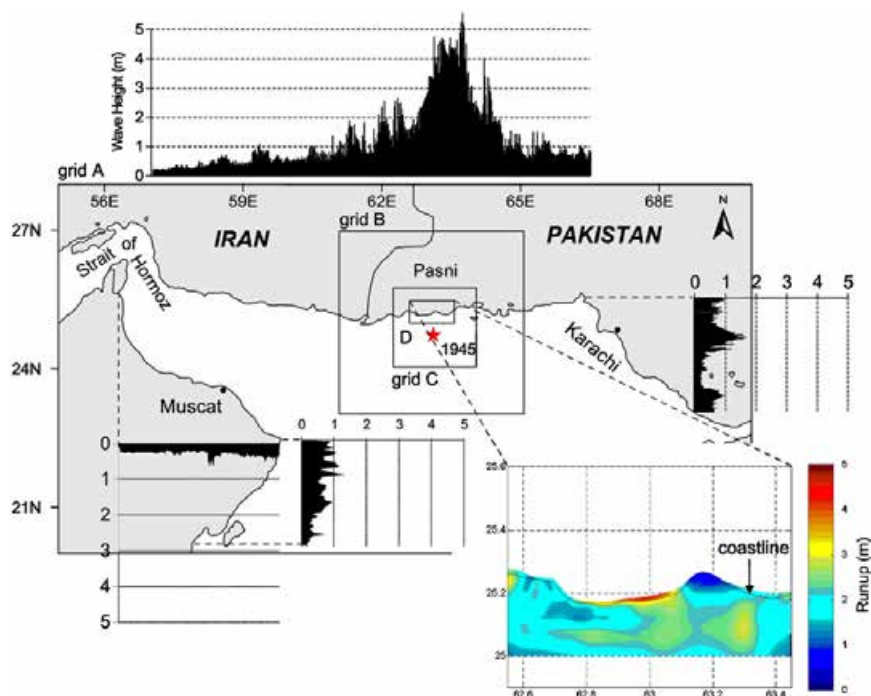 5
4
3
2
1
0
Wave Height (m)
grid A
56E
59E
62E
65E
68E
27N
24N
21N
IRAN
PAKISTAN
N
grid B
Strait of
Hormoz
Pasni
D
1945
grid C
Karachi
0 1 2 3 4 5
Muscat
0 1 2 3 4 5
0
1
2
3
4
5
25.6
25.4
25.2
25
62.6 62.8 63 63.2 63.4
coastline
5
4
3
2
1
0
Runup (m)